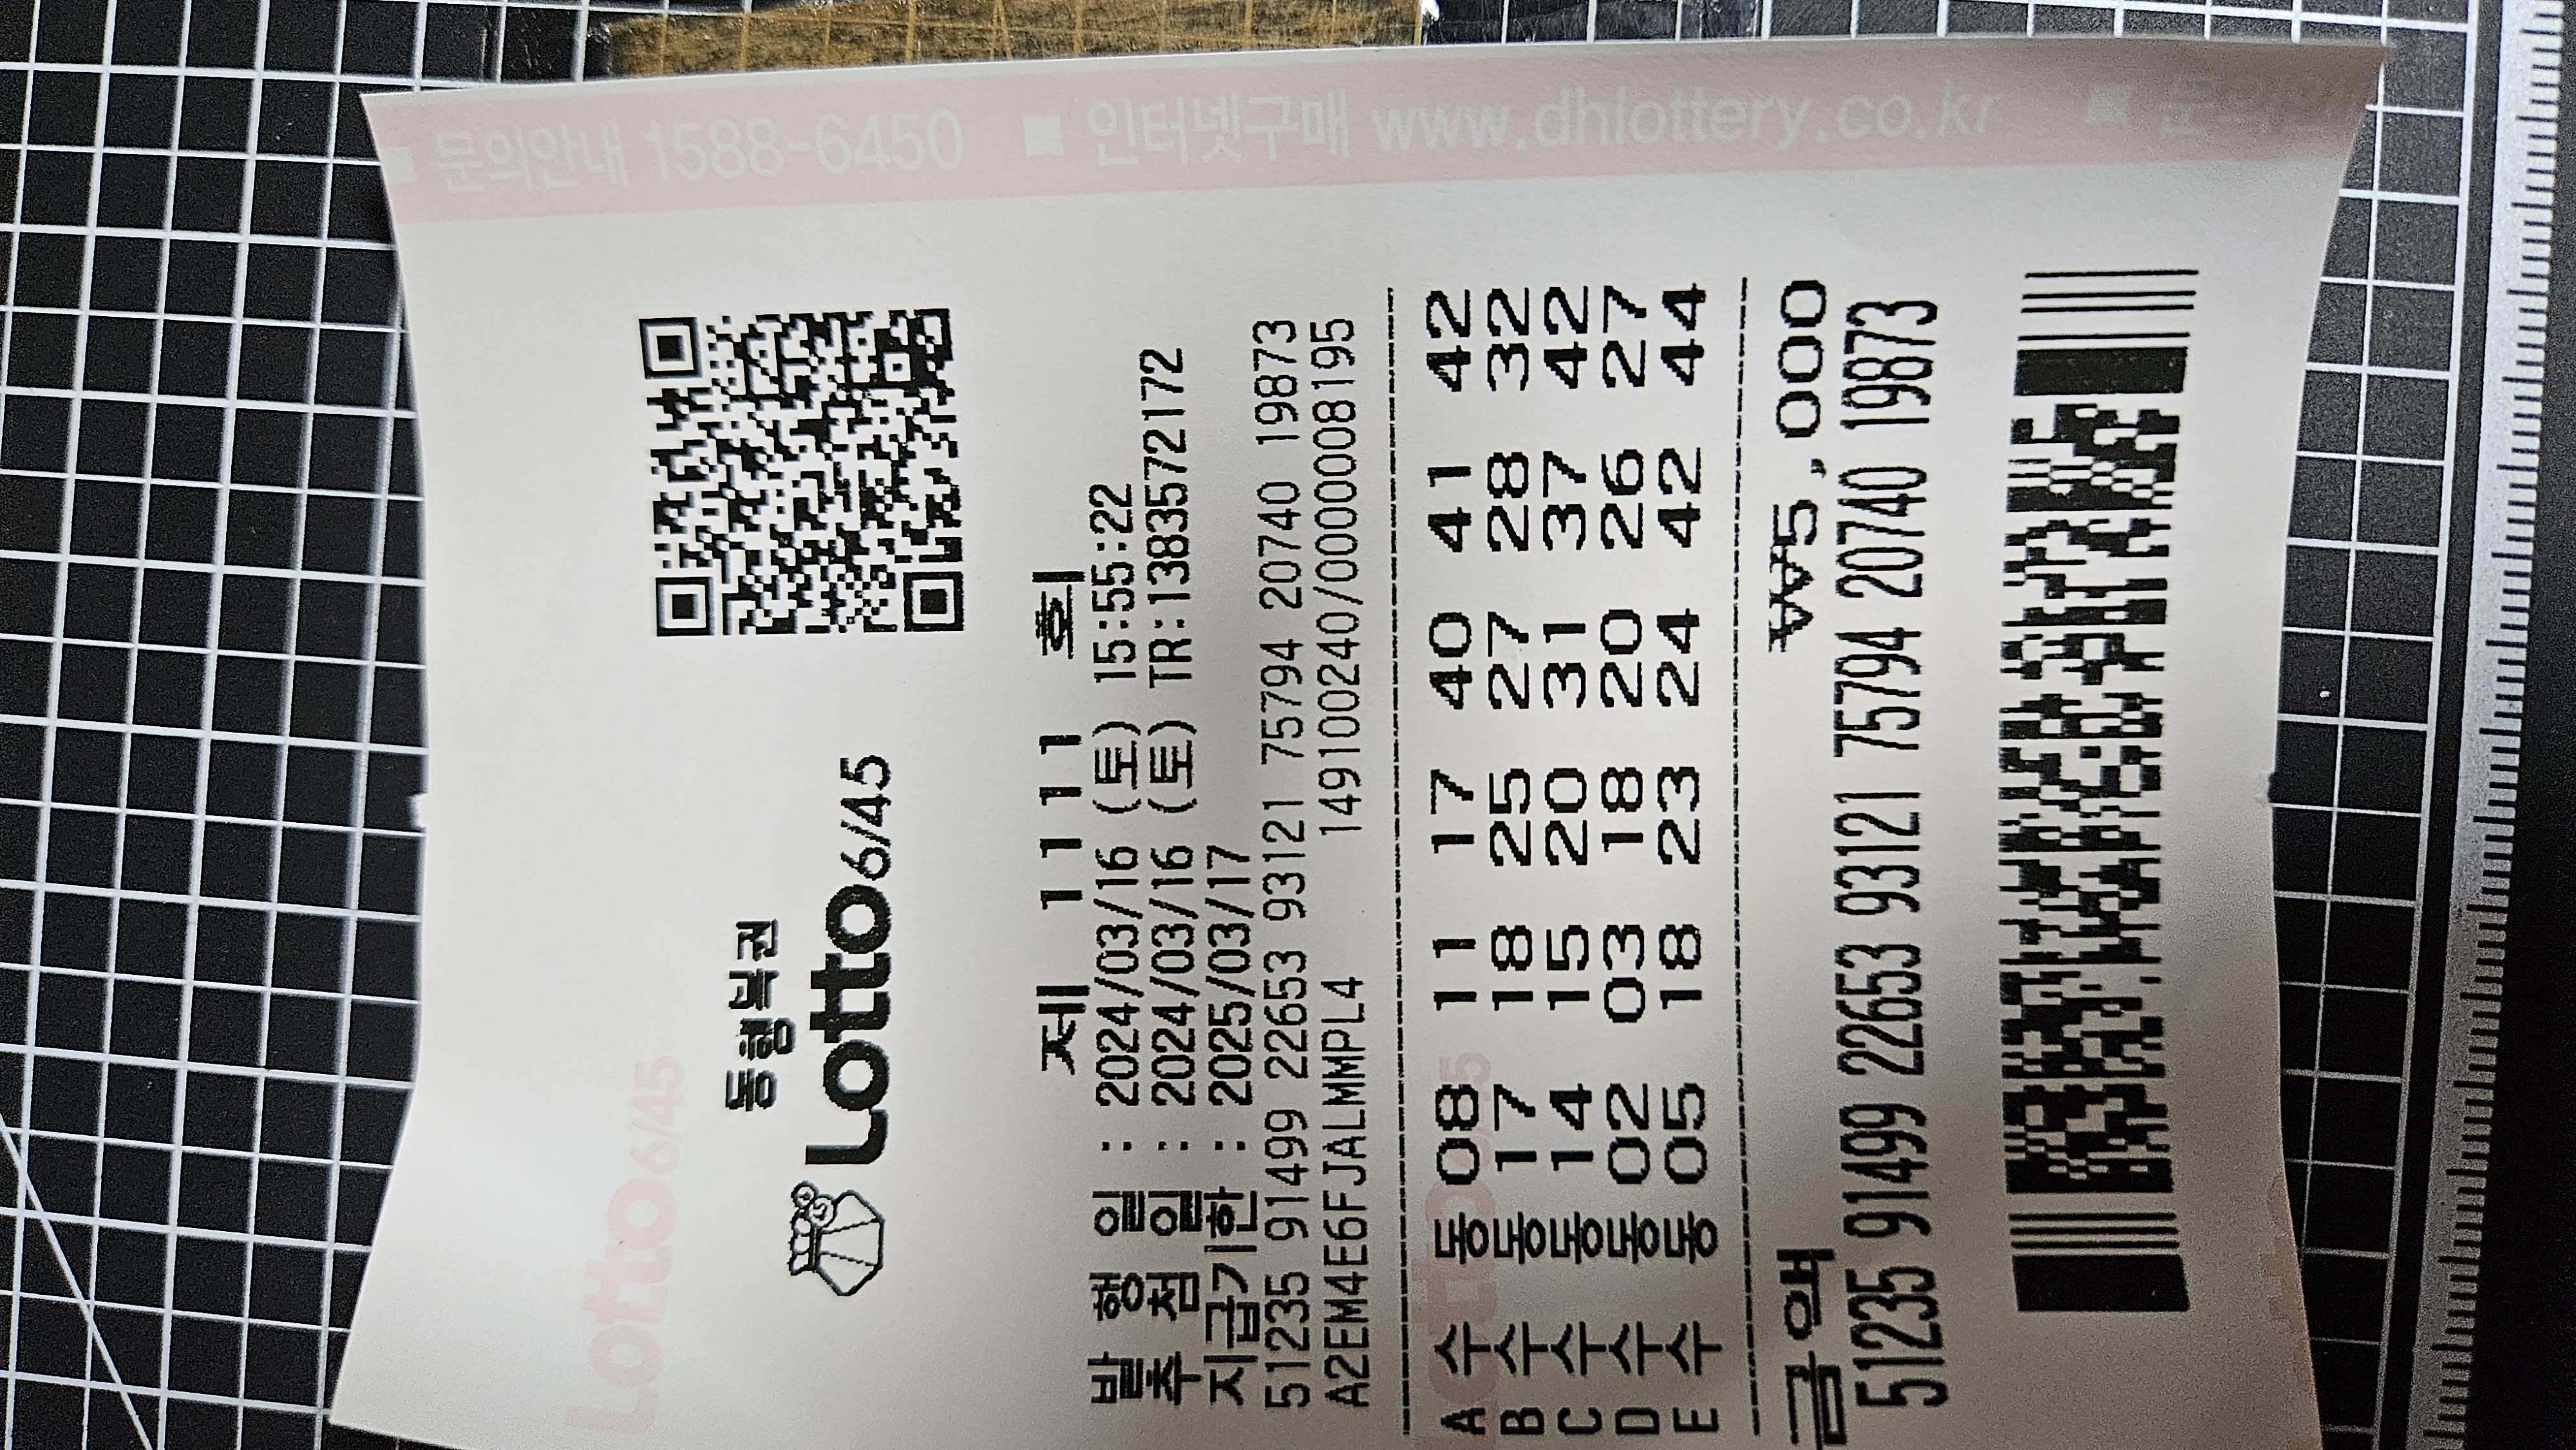 ■ 문의안내 1588-6450 ■ 인터넷구매 www.dhlottery.co.kr ■
Lotto6/45
동행복권
Lotto6/45
제 1111 회
발 행 일 : 2024/03/16 (토) 15:55:22
추 첨 일 : 2024/03/16 (토) TR:1383572172
지급기한 : 2025/03/17
51235 91499 22653 93121 75794 20740 19873
A2EM4E6FJALMMPL4 149100240/0000008195
A 수동 08 11 17 40 41 42
B 수동 17 18 25 27 28 32
C 수동 14 15 20 31 37 42
D 수동 02 03 18 20 26 27
E 수동 05 18 23 24 42 44
금액 ₩5,000
51235 91499 22653 93121 75794 20740 19873